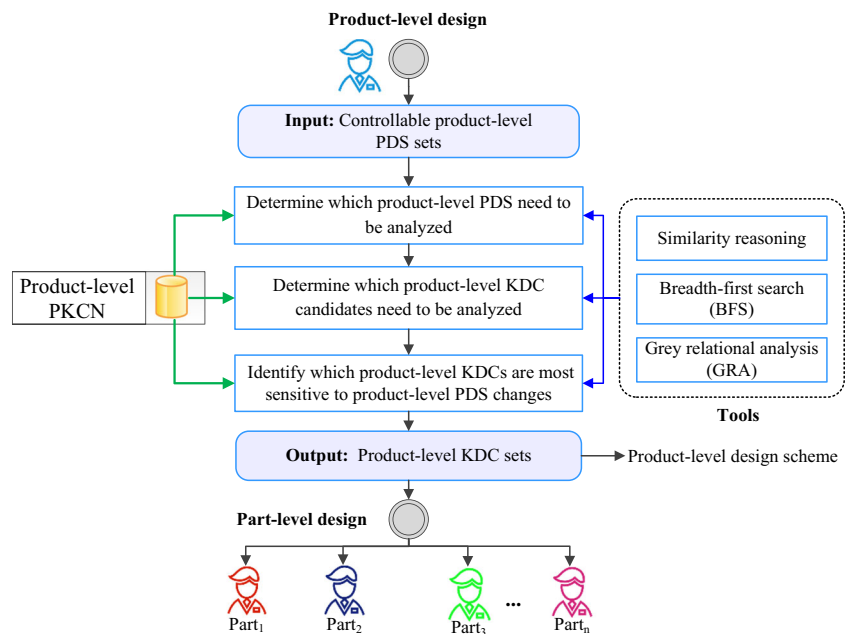 Product-level design
Input: Controllable product-level
PDS sets
Determine which product-level PDS need to
be analyzed
Product-level
PKCN
Determine which product-level KDC
candidates need to be analyzed
Identify which product-level KDCs are most
sensitive to product-level PDS changes
Similarity reasoning
Breadth-first search
(BFS)
Grey relational analysis
(GRA)
Tools
Output: Product-level KDC sets
Product-level design scheme
Part-level design
Part1
Part2
Part3
...
Partn